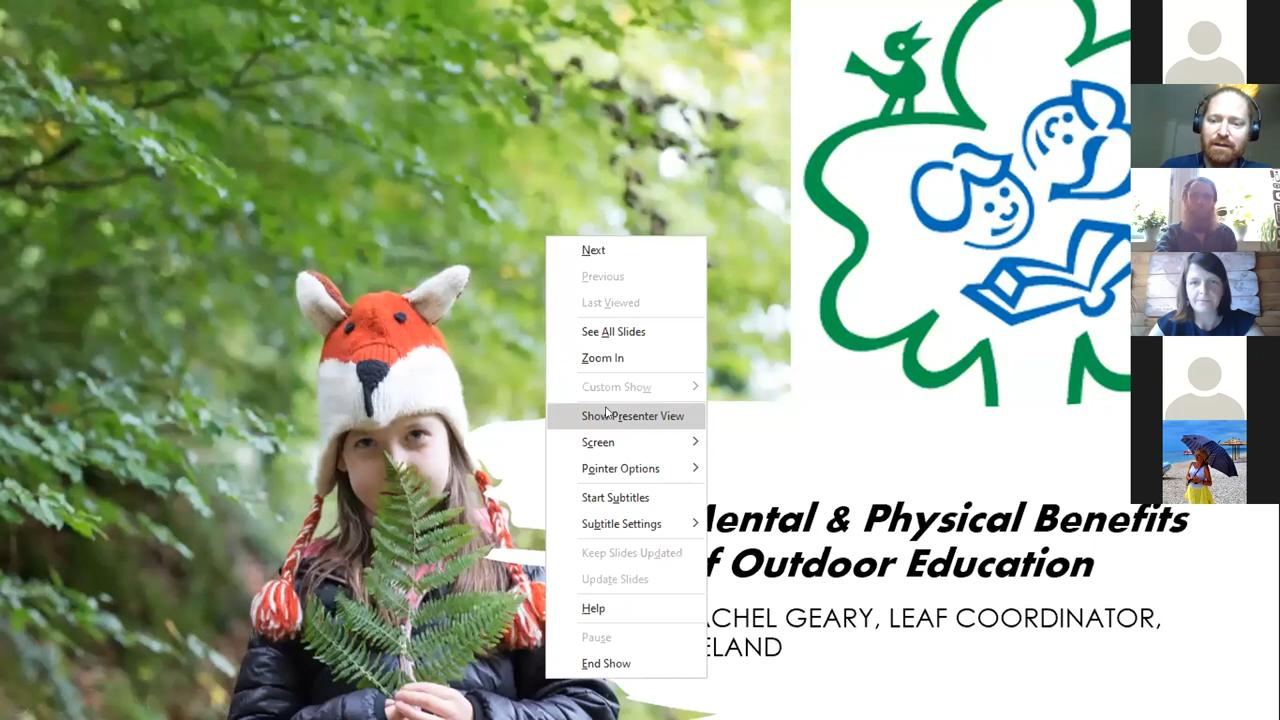 Next
Previous
Last Viewed
See All Slides
Zoom In
Custom Show
Show Presenter View
Screen
Pointer Options
Start Subtitles
Subtitle Settings
Keep Slides Updated
Update Slides
Help
Pause
End Show
ental & Physical Benefits
f Outdoor Education
ACHEL GEARY, LEAF COORDINATOR,
ELAND